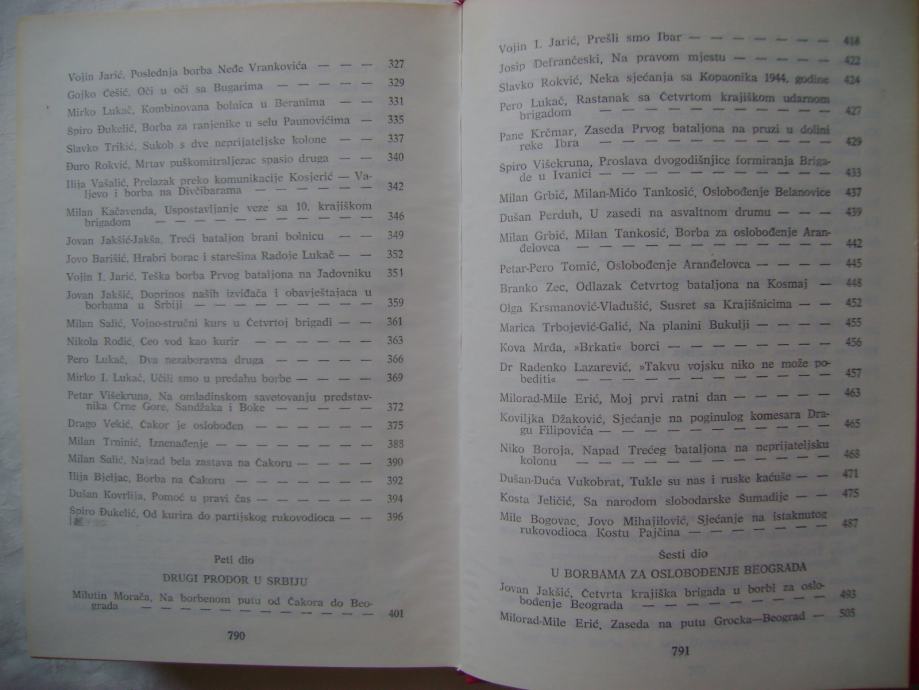 Vojin Jarić, Poslednja borba Neđe Vrankovića — — 327
Gojko Češić, Oči u oči sa Bugarima — — — — 329
Mirko Lukač, Kombinovana bolnica u Beranima — — 331
Špiro Đukelić, Borba za ranjenike u selu Paunovićima — 335
Slavko Trikić, Sukob s dve neprijateljske kolone — — 337
Đuro Rokvić, Mrtav puškomitraljezac spasio druga — 340
Ilija Vašalić, Prelazak preko komunikacije Kosjerić — Va-
ljevo i borba na Divčibarama — — — — — 342
Milan Kačavenda, Uspostavljanje veze sa 10. krajiškom
brigadom — — — — — — — — — 346
Jovan Jakšić-Jakša, Treći bataljon brani bolnicu — — 349
Jovo Barišić, Hrabri borac i starešina Radoje Lukač — 352
Vojin I. Jarić, Teška borba Prvog bataljona na Jadovniku 351
Jovan Jakšić, Doprinos naših izviđača i obavještajaca u
borbama u Srbiji — — — — — — — — 359
Milan Salić, Vojno-stručni kurs u Četvrtoj brigadi — — 361
Nikola Rodić, Ceo vod kao kurir — — — — — 363
Pero Lukač, Dva nezaboravna druga — — — — 366
Mirko I. Lukač, Učili smo u predahu borbe — — — 369
Petar Višekruna, Na omladinskom savetovanju predstav-
nika Crne Gore, Sandžaka i Boke — — — — 372
Drago Vekić, Čakor je oslobođen — — — — — 375
Milan Trninić, Iznenađenje — — — — — — 388
Milan Salić, Najzad bela zastava na Čakoru — — — 390
Ilija Bjeljac, Borba na Čakoru — — — — — — 392
Dušan Kovrlija, Pomoć u pravi čas — — — — — 394
Špiro Đukelić, Od kurira do partijskog rukovodioca — — 396
Peti dio
DRUGI PRODOR U SRBIJU
Milutin Morača, Na borbenom putu od Čakora do Beo-
grada — — — — — — — — — — 401
790
Vojin I. Jarić, Prešli smo Ibar — — — — — — 418
Josip Defrančeski, Na pravom mjestu — — — — — 422
Slavko Rokvić, Neka sjećanja sa Kopaonika 1944. godine 424
Pero Lukač, Rastanak sa Četvrtom krajiškom udarnom
brigadom — — — — — — — — — 427
Pane Krčmar, Zaseda Prvog bataljona na pruzi u dolini
reke Ibra — — — — — — — — — 429
Špiro Višekruna, Proslava dvogodišnjice formiranja Briga-
de u Ivanici — — — — — — — — — 433
Milan Grbić, Milan-Mićo Tankosić, Oslobođenje Belanovice 437
Dušan Perduh, U zasedi na asvaltnom drumu — — — 439
Milan Grbić, Milan Tankosić, Borba za oslobođenje Aran-
đelovca — — — — — — — — — — 442
Petar-Pero Tomić, Oslobođenje Aranđelovca — — — 445
Branko Zec, Odlazak Četvrtog bataljona na Kosmaj — 448
Olga Krsmanović-Vladušić, Susret sa Krajišnicima — — 452
Marica Trbojević-Galić, Na planini Bukulji — — — — 455
Kova Mrđa, »Brkati« borci — — — — — — — 456
Dr Radenko Lazarević, »Takvu vojsku niko ne može po-
bediti« — — — — — — — — — — 457
Milorad-Mile Erić, Moj prvi ratni dan — — — — — 463
Koviljka Džaković, Sjećanje na poginulog komesara Dra-
gu Filipovića — — — — — — — — — 465
Niko Boroja, Napad Trećeg bataljona na neprijateljsku
kolonu — — — — — — — — — — 468
Dušan-Duća Vukobrat, Tukle su nas i ruske kaćuše — — 471
Kosta Jeličić, Sa narodom slobodarske Šumadije — — 475
Mile Bogovac, Jovo Mihajilović, Sjećanje na istaknutog
rukovodioca Kostu Pajčina — — — — — — 487
Šesti dio
U BORBAMA ZA OSLOBOĐENJE BEOGRADA
Jovan Jakšić, Četvrta krajiška brigada u borbi za oslo-
bođenje Beograda — — — — — — — — 493
Milorad-Mile Erić, Zaseda na putu Grocka—Beograd — 505
791